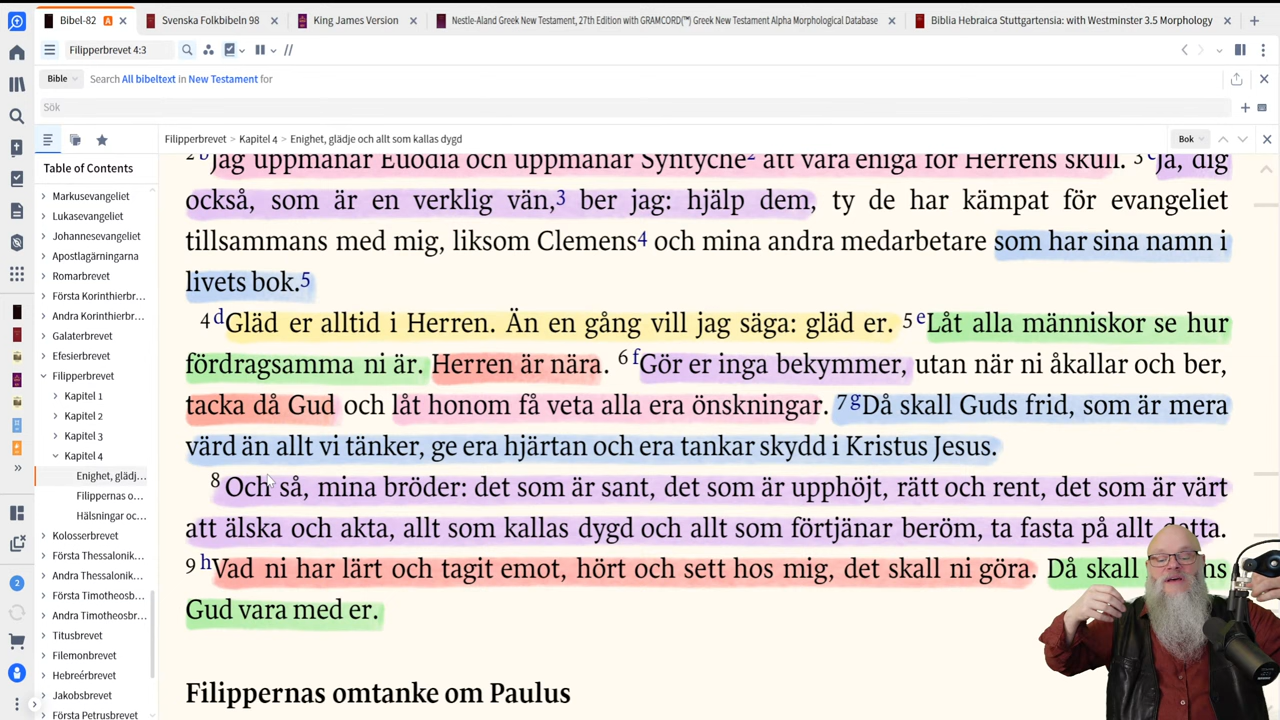 Bibel-82 A Svenska Folkbibeln 98 King James Version Nestle-Aland Greek New Testament, 27th Edition with GRAMCORD(™) Greek New Testament Alpha Morphological Database Biblia Hebraica Stuttgartensia: with Westminster 3.5 Morphology
Filipperbrevet 4:3
Bible Search All bibeltext in New Testament for
Sök
Filipperbrevet > Kapitel 4 > Enighet, glädje och allt som kallas dygd Bok
Table of Contents
Markusevangeliet
Lukasevangeliet
Johannesevangeliet
Apostlagärningarna
Romarbrevet
Första Korinthierbr...
Andra Korinthierbr...
Galaterbrevet
Efesierbrevet
Filipperbrevet
Kapitel 1
Kapitel 2
Kapitel 3
Kapitel 4
Enighet, glädj...
Filippernas o...
Hälsningar oc...
Kolosserbrevet
Första Thessalonik...
Andra Thessalonik...
Första Timotheosb...
Andra Timotheosbr...
Titusbrevet
Filemonbrevet
Hebreérbrevet
Jakobsbrevet
Första Petrusbrevet
2
2 b Jag uppmanar Euodia och uppmanar Syntyche2 att vara eniga för Herrens skull. 3 c Ja, dig
också, som är en verklig vän,3 ber jag: hjälp dem, ty de har kämpat för evangeliet
tillsammans med mig, liksom Clemens4 och mina andra medarbetare som har sina namn i
livets bok.5
4 d Gläd er alltid i Herren. Än en gång vill jag säga: gläd er. 5 e Låt alla människor se hur
fördragsamma ni är. Herren är nära. 6 f Gör er inga bekymmer, utan när ni åkallar och ber,
tacka då Gud och låt honom få veta alla era önskningar. 7 g Då skall Guds frid, som är mera
värd än allt vi tänker, ge era hjärtan och era tankar skydd i Kristus Jesus.
8 Och så, mina bröder: det som är sant, det som är upphöjt, rätt och rent, det som är värt
att älska och akta, allt som kallas dygd och allt som förtjänar beröm, ta fasta på allt
9 h Vad ni har lärt och tagit emot, hört och sett hos mig, det skall ni göra. Då skall
Gud vara med er.
Filippernas omtanke om Paulus